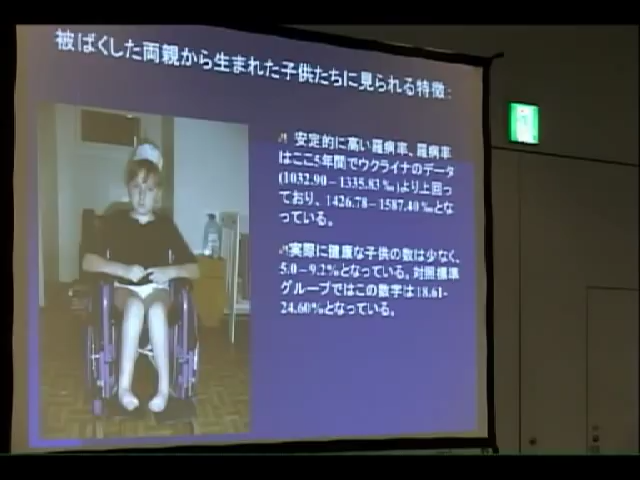 被ばくした両親から生まれた子供たちに見られる特徴:
安定的に高い羅病率、羅病率
はここ5年間でウクライナのデータ
(1032.90－1335.83‰)より上回っ
ており、1426.78－1587.40‰とな
っている。
実際に健康な子供の数は少なく、
5.0－9.2%となっている。対照標準
グループではこの数字は18.61-
24.60%となっている。